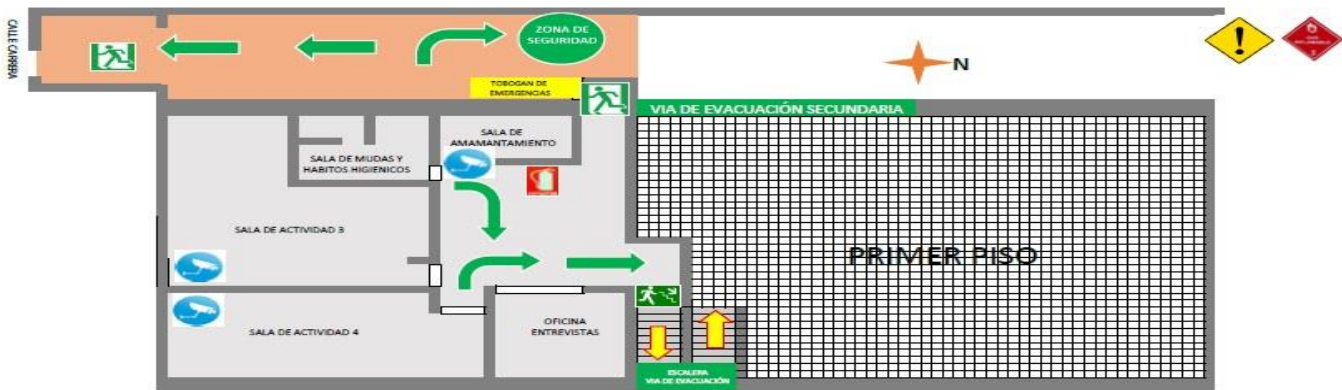 CALLE CARRERA
ZONA DE
SEGURIDAD
TOBOGAN DE
EMERGENCIAS
N
VIA DE EVACUACIÓN SECUNDARIA
SALA DE
AMAMANTAMIENTO
SALA DE MUDAS Y
HABITOS HIGIENICOS
SALA DE ACTIVIDAD 3
PRIMER PISO
SALA DE ACTIVIDAD 4
OFICINA
ENTREVISTAS
ESCALERA
VIA DE EVACUACIÓN